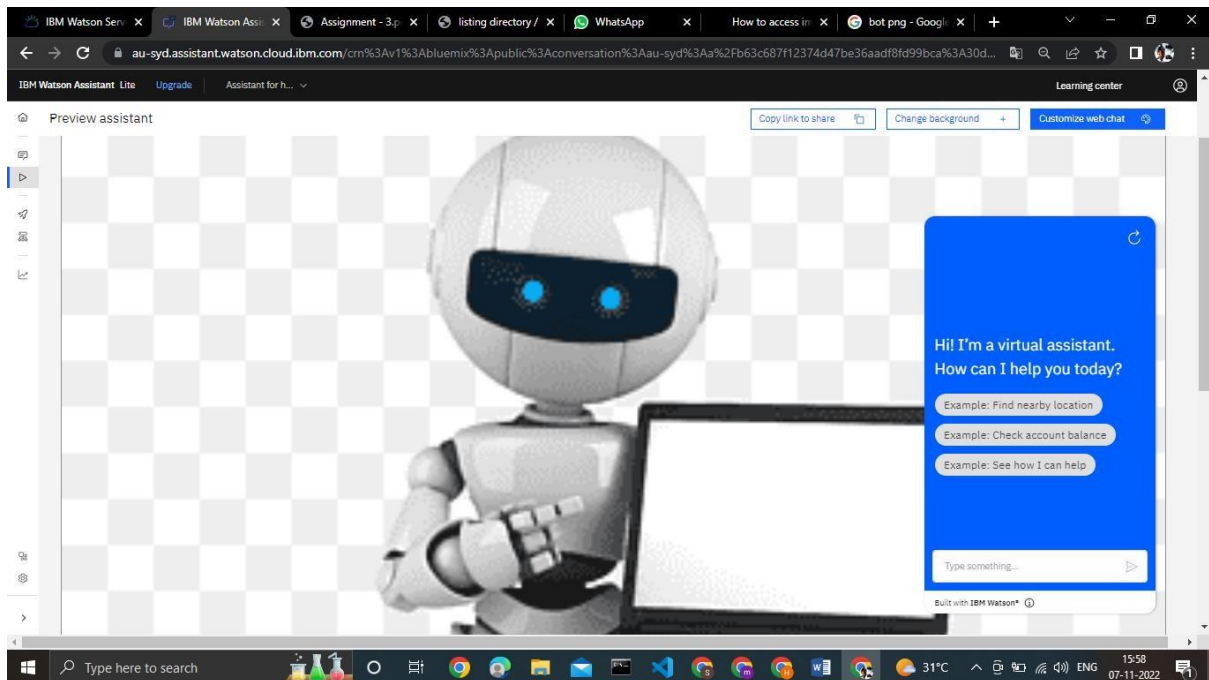 IBM Watson Serv
IBM Watson Assis
Assignment - 3.p
listing directory /
WhatsApp
How to access im
bot png - Google
au-syd.assistant.watson.cloud.ibm.com/crn%3Av1%3Abluemix%3Apublic%3Aconversation%3Aau-syd%3Aa%2Fb63c687f12374d47be36aadf8fd99bca%3A30d...
IBM Watson Assistant Lite
Upgrade
Assistant for h...
Learning center
Preview assistant
Copy link to share
Change background +
Customize web chat
Hi! I'm a virtual assistant.
How can I help you today?
Example: Find nearby location
Example: Check account balance
Example: See how I can help
Type something...
Built with IBM Watson®
Type here to search
31°C
ENG
15:58
07-11-2022